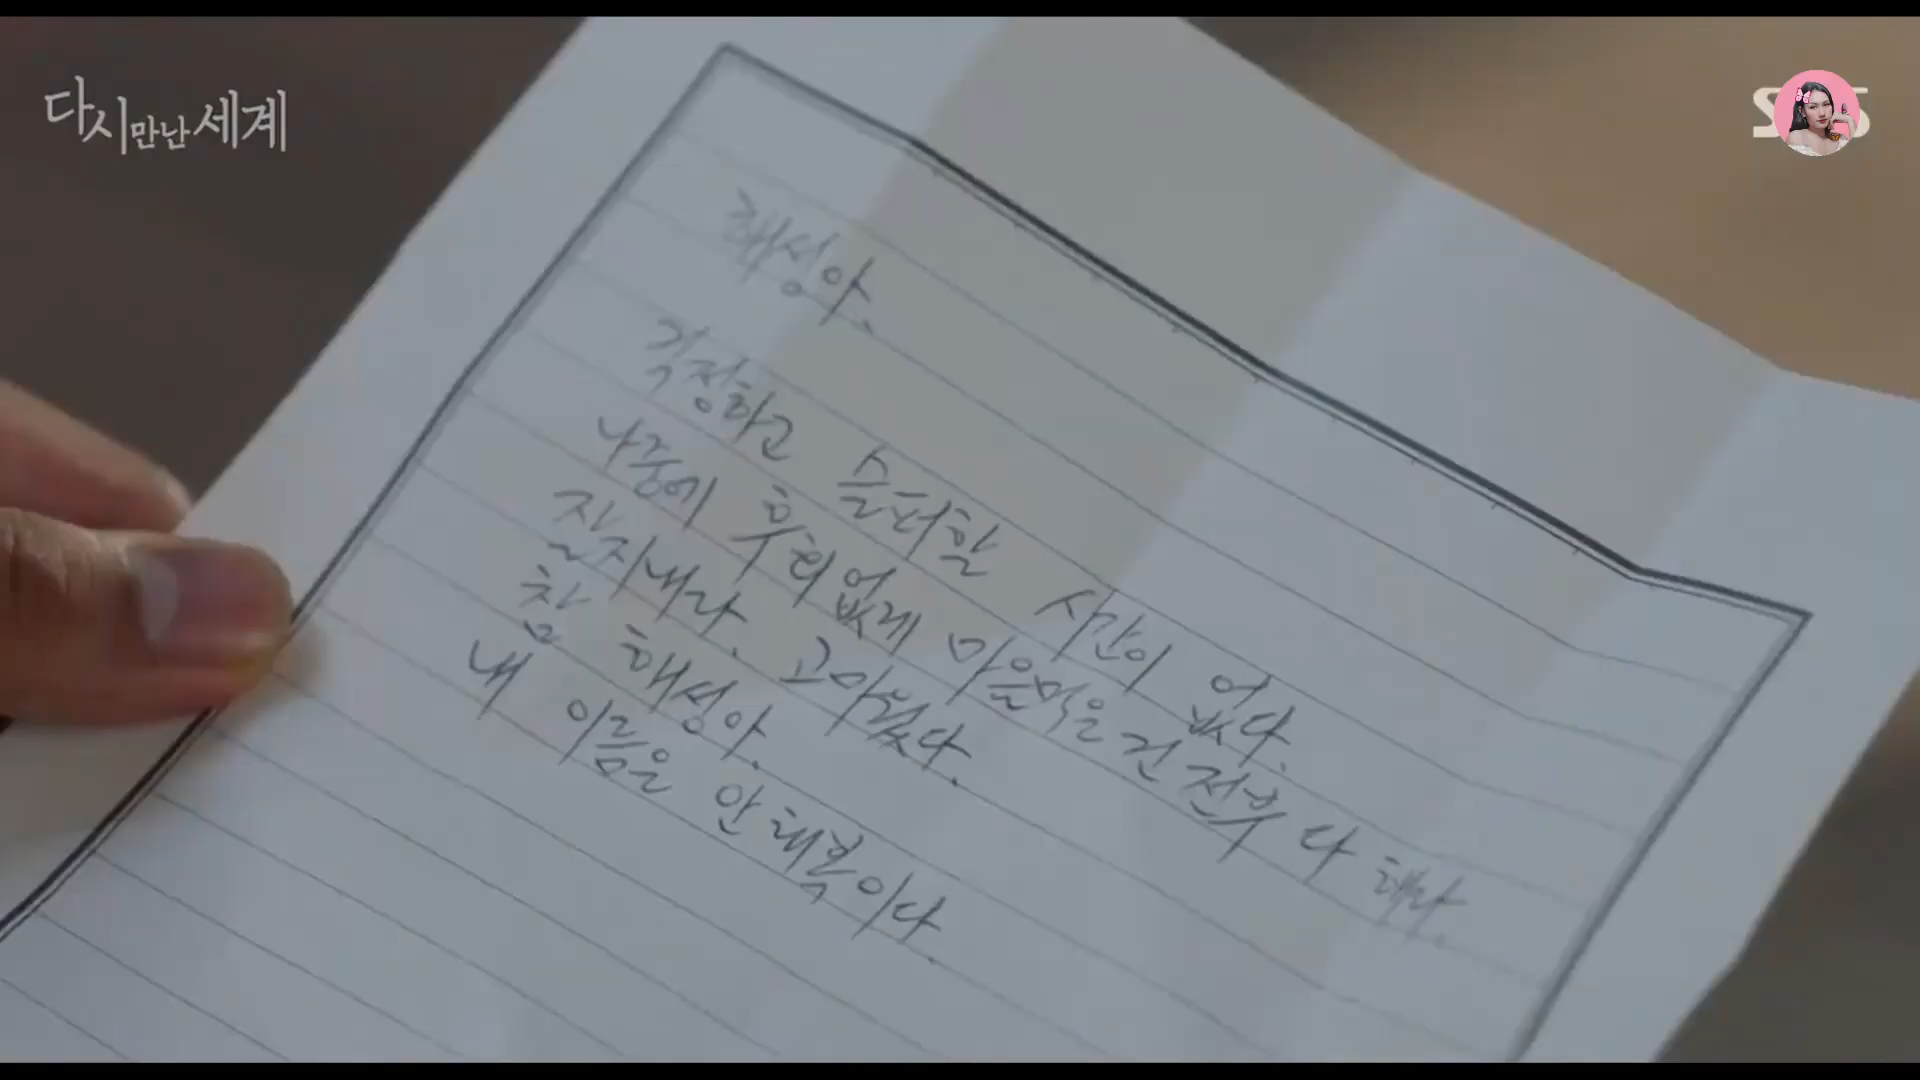 다시만난세계
해성아.
걱정하고 슬퍼할 시간이 없다.
나중에 후회없게 마음먹은 건 전부 다 해라.
잘 지내라. 고마웠다.
참 해성아.
내 이름은 안태복이다.